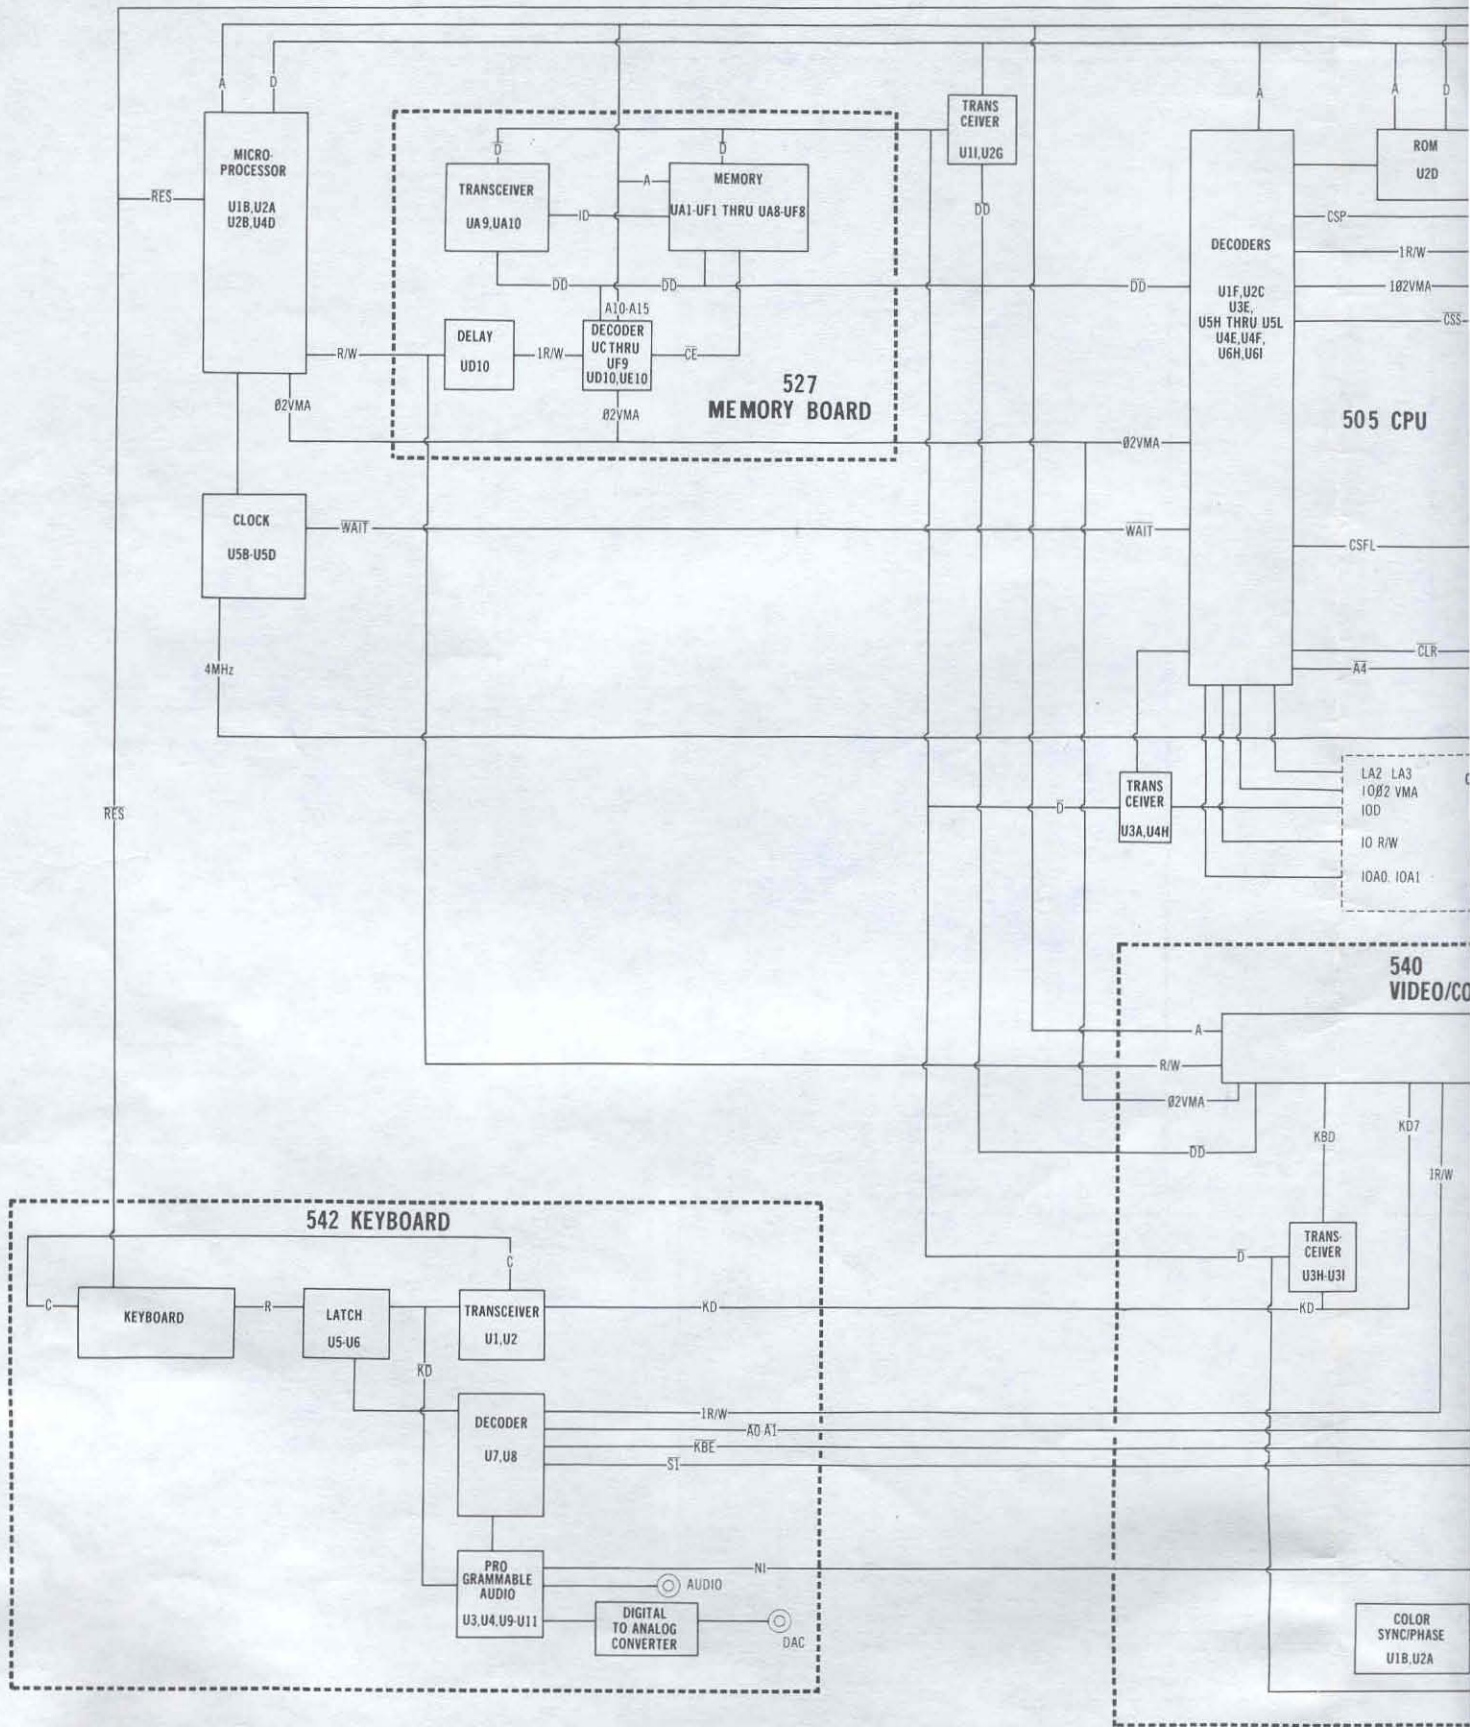 A
D
A
A
D
MICRO-
PROCESSOR
U1B,U2A
U2B,U4D
RES
D
TRANSCEIVER
UA9,UA10
ID
A
D
MEMORY
UA1-UF1 THRU UA8-UF8
TRANS
CEIVER
U1I,U2G
DD
DD
DD
DD
A10-A15
DECODER
UC THRU
UF9
UD10,UE10
DELAY
UD10
R/W
1R/W
CE
Ø2VMA
Ø2VMA
527
MEMORY BOARD
ROM
U2D
CSP
DECODERS
U1F,U2C
U3E,
U5H THRU U5L
U4E,U4F,
U6H,U6I
1R/W
1Ø2VMA
CSS
505 CPU
Ø2VMA
CLOCK
U5B-U5D
WAIT
WAIT
CSFL
4MHz
CLR
A4
RES
TRANS
CEIVER
U3A,U4H
D
LA2 LA3
IOØ2 VMA
IOD
IO R/W
IOA0, IOA1
540
VIDEO/CO
A
R/W
Ø2VMA
DD
KBD
KD7
1R/W
TRANS-
CEIVER
U3H-U3I
D
KD
542 KEYBOARD
C
C
KEYBOARD
R
LATCH
U5-U6
TRANSCEIVER
U1,U2
KD
KD
DECODER
U7,U8
1R/W
A0 A1
KBE
S1
PRO
GRAMMABLE
AUDIO
U3,U4,U9-U11
NI
AUDIO
DIGITAL
TO ANALOG
CONVERTER
DAC
COLOR
SYNC/PHASE
U1B,U2A